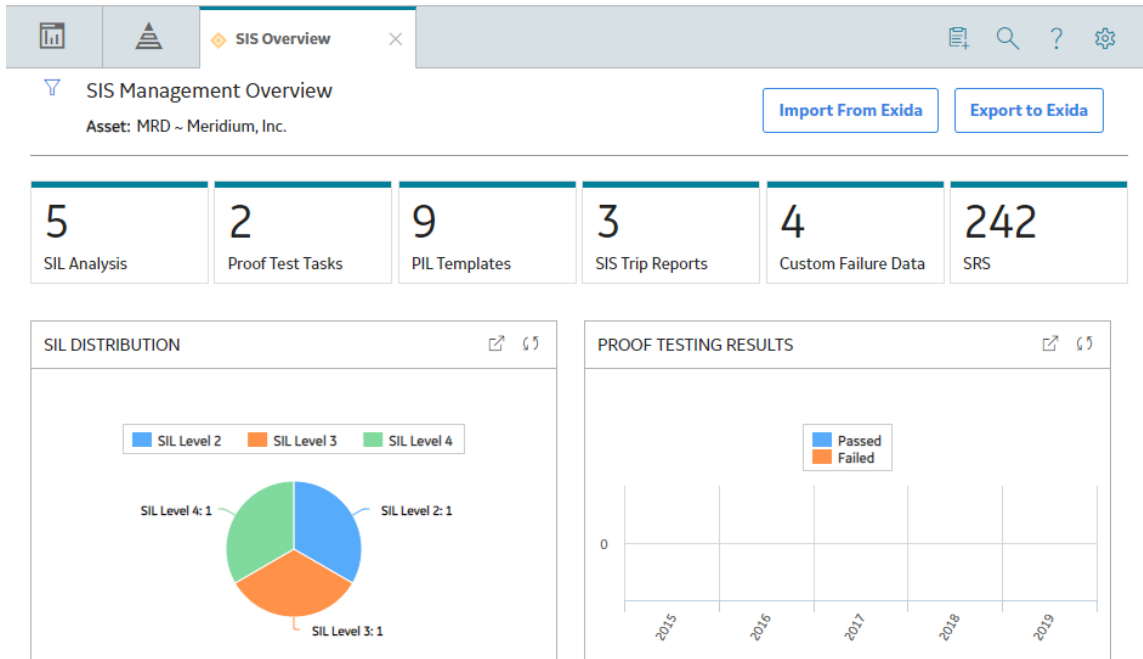 SIS Overview
?
SIS Management Overview
Asset: MRD ~ Meridium, Inc.
Import From Exida
Export to Exida
5
SIL Analysis
2
Proof Test Tasks
9
PIL Templates
3
SIS Trip Reports
4
Custom Failure Data
242
SRS
SIL DISTRIBUTION
SIL Level 2 SIL Level 3 SIL Level 4
SIL Level 4: 1
SIL Level 2: 1
SIL Level 3: 1
PROOF TESTING RESULTS
Passed
Failed
0
2015 2016 2017 2018 2019